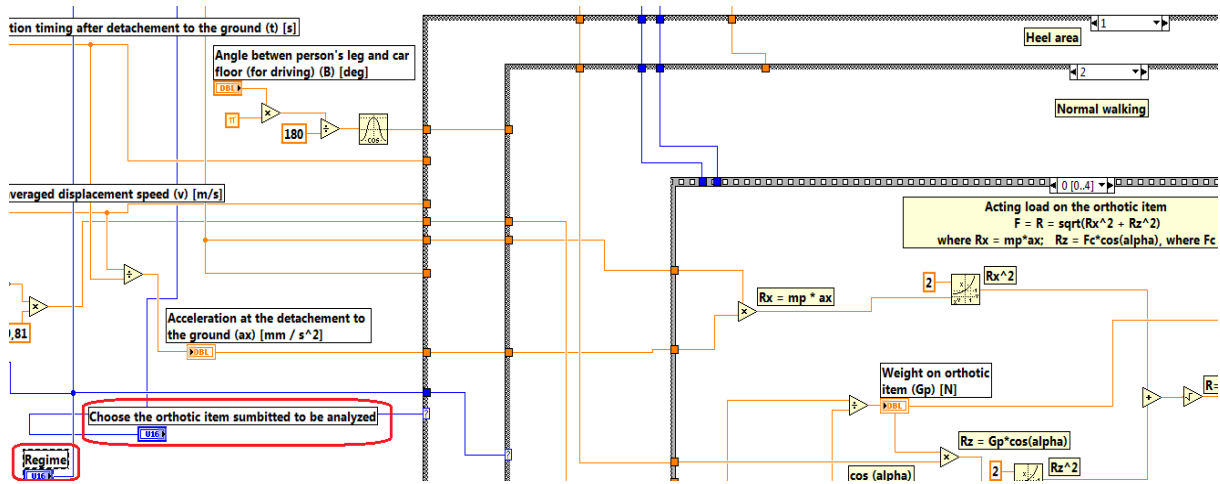 tion timing after detachement to the ground (t) [s]
1
Heel area
Angle betwen person's leg and car
floor (for driving) (B) [deg]
DBL
2
Normal walking
π
180
cos
veraged displacement speed (v) [m/s]
0 [0..4]
Acting load on the orthotic item
F = R = sqrt(Rx^2 + Rz^2)
where Rx = mp*ax; Rz = Fc*cos(alpha), where Fc
2
Rx^2
Rx = mp * ax
,81
Acceleration at the detachement to
the ground (ax) [mm / s^2]
DBL
Weight on orthotic
item (Gp) [N]
DBL
R=
Choose the orthotic item sumbitted to be analyzed
U16
?
Rz = Gp*cos(alpha)
Regime
U16
?
cos (alpha)
2
Rz^2